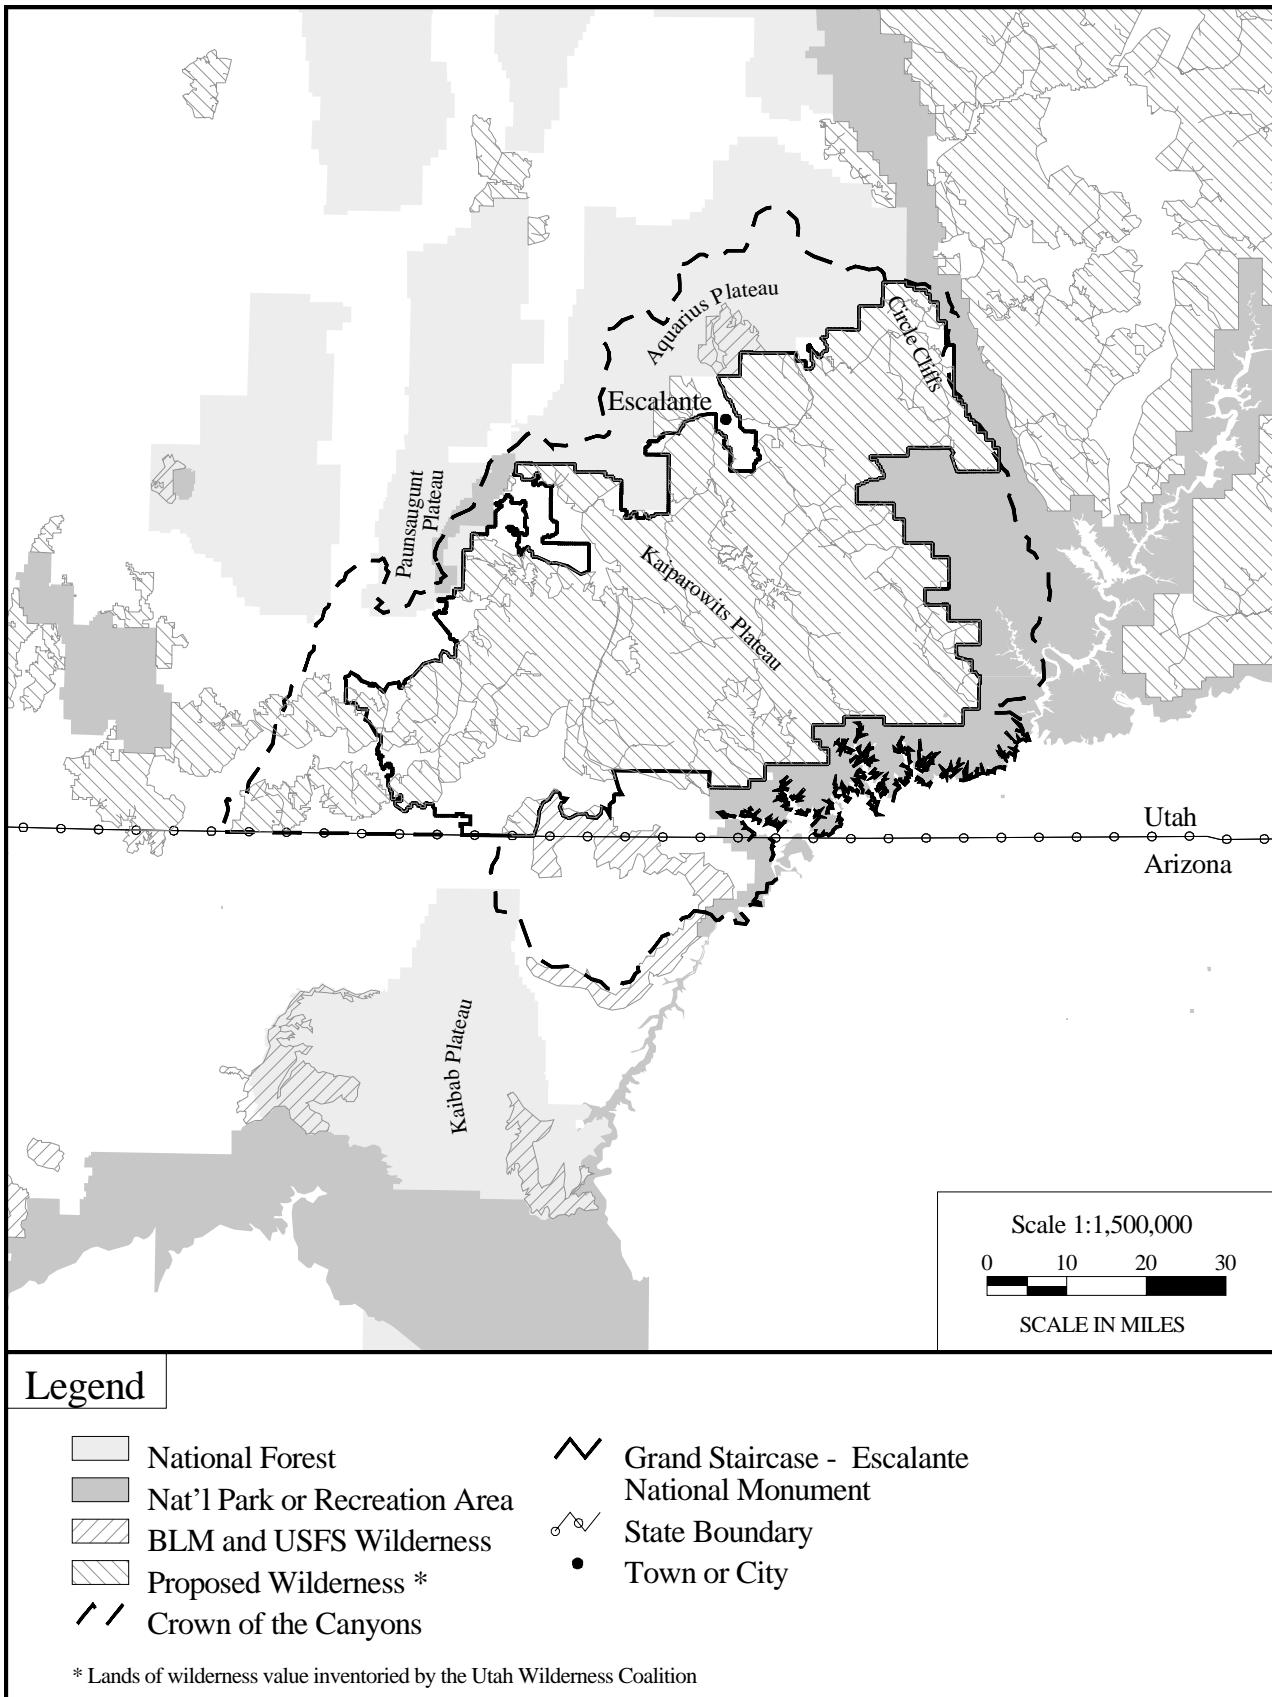 Aquarius Plateau
Circle Cliffs
Escalante
Paunsaugunt
Plateau
Kaiparowits Plateau
Utah
Arizona
Kaibab Plateau
Scale 1:1,500,000
0 10 20 30
SCALE IN MILES
Legend
National Forest
Nat'l Park or Recreation Area
BLM and USFS Wilderness
Proposed Wilderness *
Crown of the Canyons
Grand Staircase - Escalante
National Monument
State Boundary
Town or City
* Lands of wilderness value inventoried by the Utah Wilderness Coalition